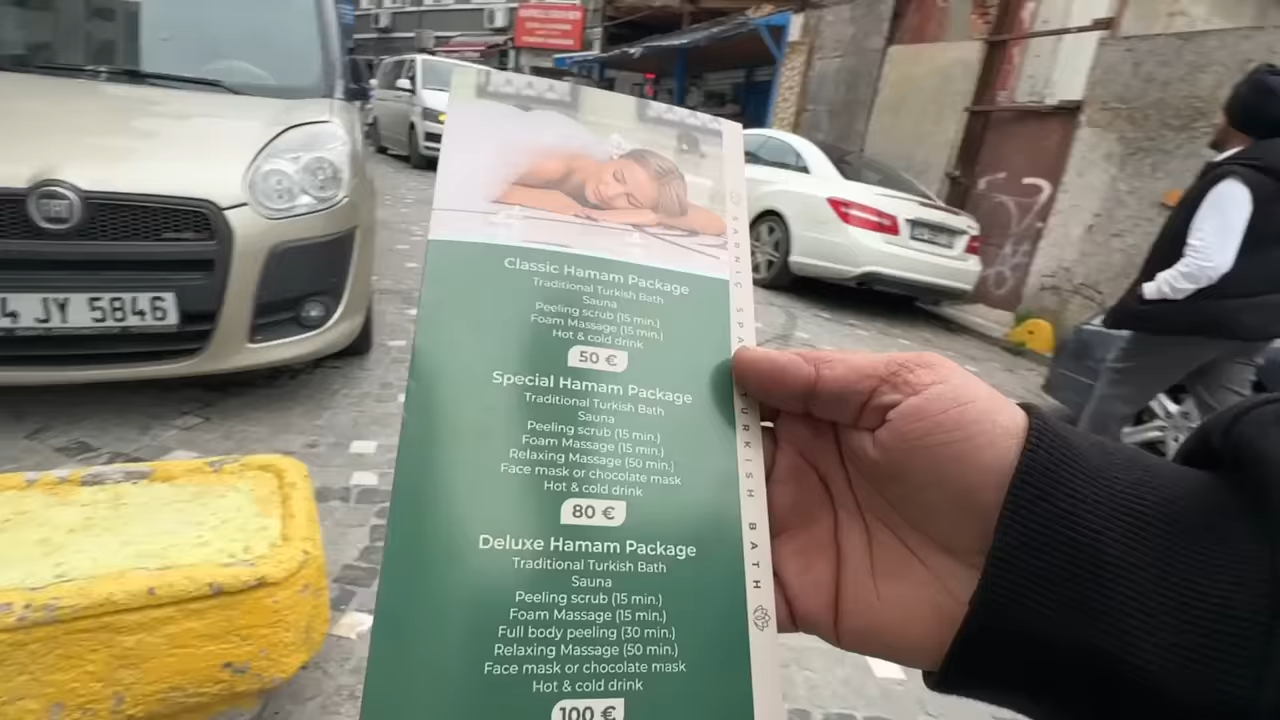 Classic Hamam Package
Traditional Turkish Bath
Sauna
Peeling scrub (15 min.)
Foam Massage (15 min.)
Hot & cold drink
50 €
Special Hamam Package
Traditional Turkish Bath
Sauna
Peeling scrub (15 min.)
Foam Massage (15 min.)
Relaxing Massage (50 min.)
Face mask or chocolate mask
Hot & cold drink
80 €
Deluxe Hamam Package
Traditional Turkish Bath
Sauna
Peeling scrub (15 min.)
Foam Massage (15 min.)
Full body peeling (30 min.)
Relaxing Massage (50 min.)
Face mask or chocolate mask
Hot & cold drink
100 €
TURKISH BATH
FIAT
4 JY 5846